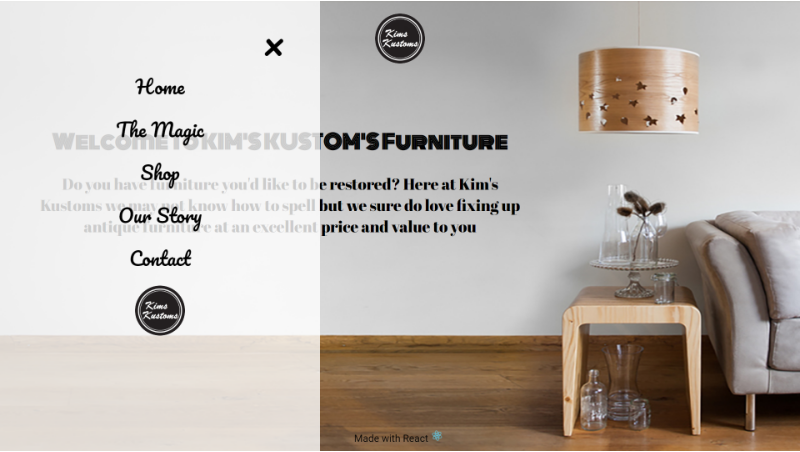 Kims
Kustoms
Home
The Magic
Shop
Our Story
Contact
Kims
Kustoms
Welcome to KIM'S KUSTOM'S Furniture
Do you have furniture you'd like to be restored? Here at Kim's
Kustoms we may not know how to spell but we sure do love fixing up
antique furniture at an excellent price and value to you
Made with React